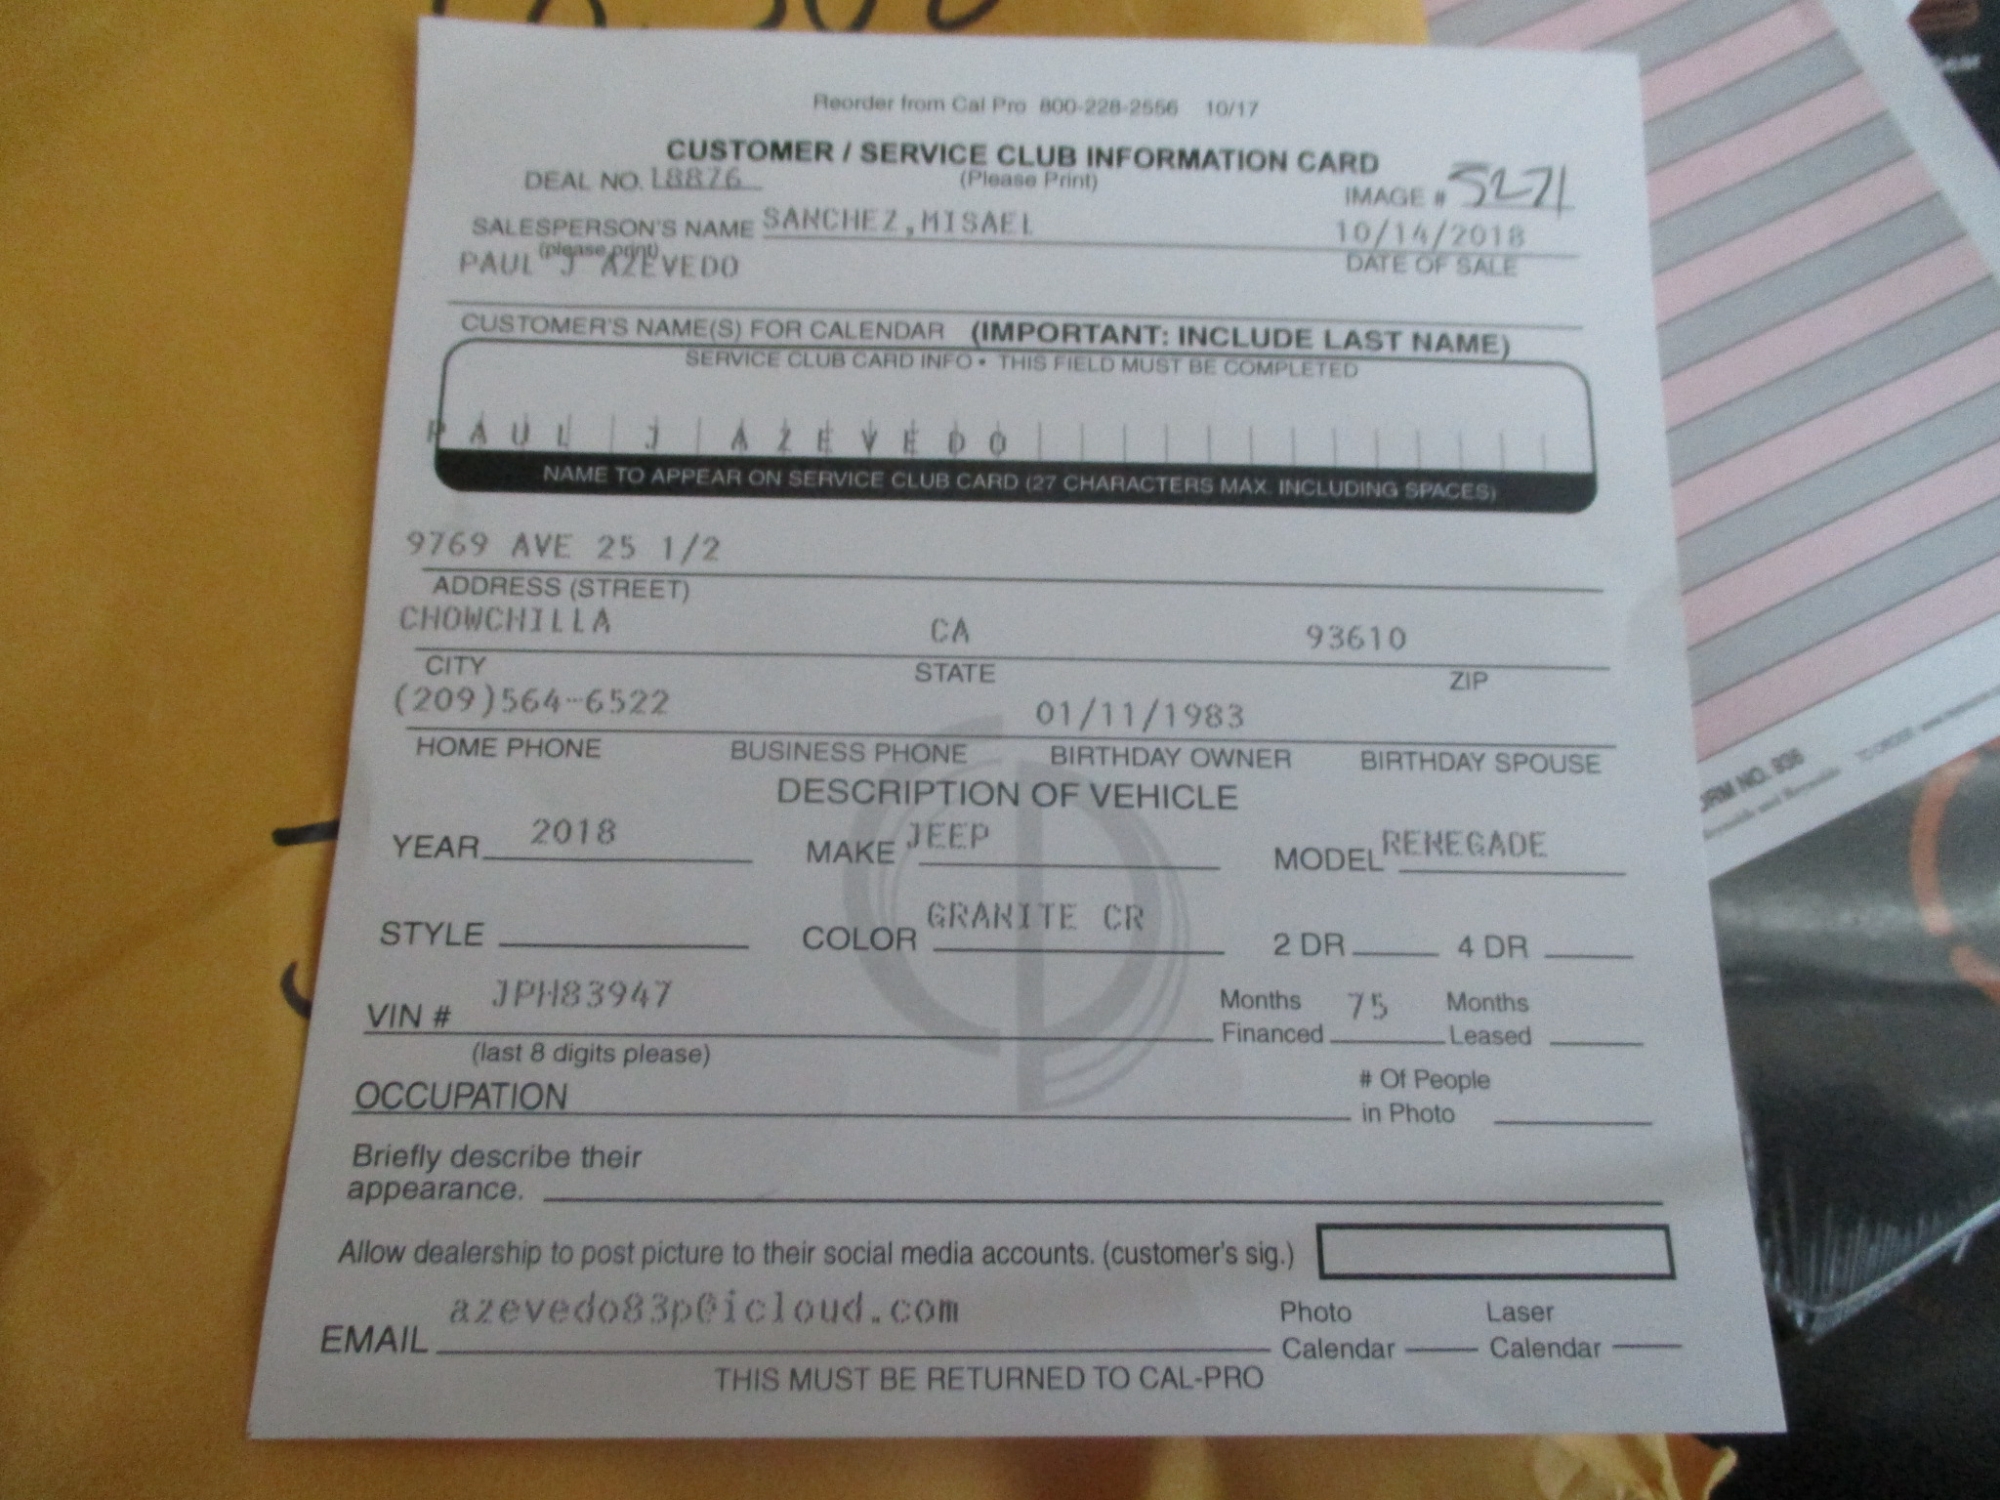 Reorder from Cal Pro 800-228-2556 10/17
CUSTOMER / SERVICE CLUB INFORMATION CARD
DEAL NO. 18876 (Please Print) IMAGE # 5271
SALESPERSON'S NAME SANCHEZ,MISAEL 10/14/2018
(please print) DATE OF SALE
PAUL J AZEVEDO
CUSTOMER'S NAME(S) FOR CALENDAR (IMPORTANT: INCLUDE LAST NAME)
SERVICE CLUB CARD INFO • THIS FIELD MUST BE COMPLETED
PAUL J AZEVEDO
NAME TO APPEAR ON SERVICE CLUB CARD (27 CHARACTERS MAX. INCLUDING SPACES)
9769 AVE 25 1/2
ADDRESS (STREET)
CHOWCHILLA CA 93610
CITY STATE ZIP
(209)564-6522 01/11/1983
HOME PHONE BUSINESS PHONE BIRTHDAY OWNER BIRTHDAY SPOUSE
DESCRIPTION OF VEHICLE
YEAR 2018 MAKE JEEP MODEL RENEGADE
STYLE COLOR GRANITE CR 2 DR 4 DR
VIN # JPH83947 Months Financed 75 Months Leased
(last 8 digits please)
OCCUPATION # Of People in Photo
Briefly describe their
appearance.
Allow dealership to post picture to their social media accounts. (customer's sig.)
EMAIL azevedo83p@icloud.com Photo Calendar Laser Calendar
THIS MUST BE RETURNED TO CAL-PRO
ORM NO. 936